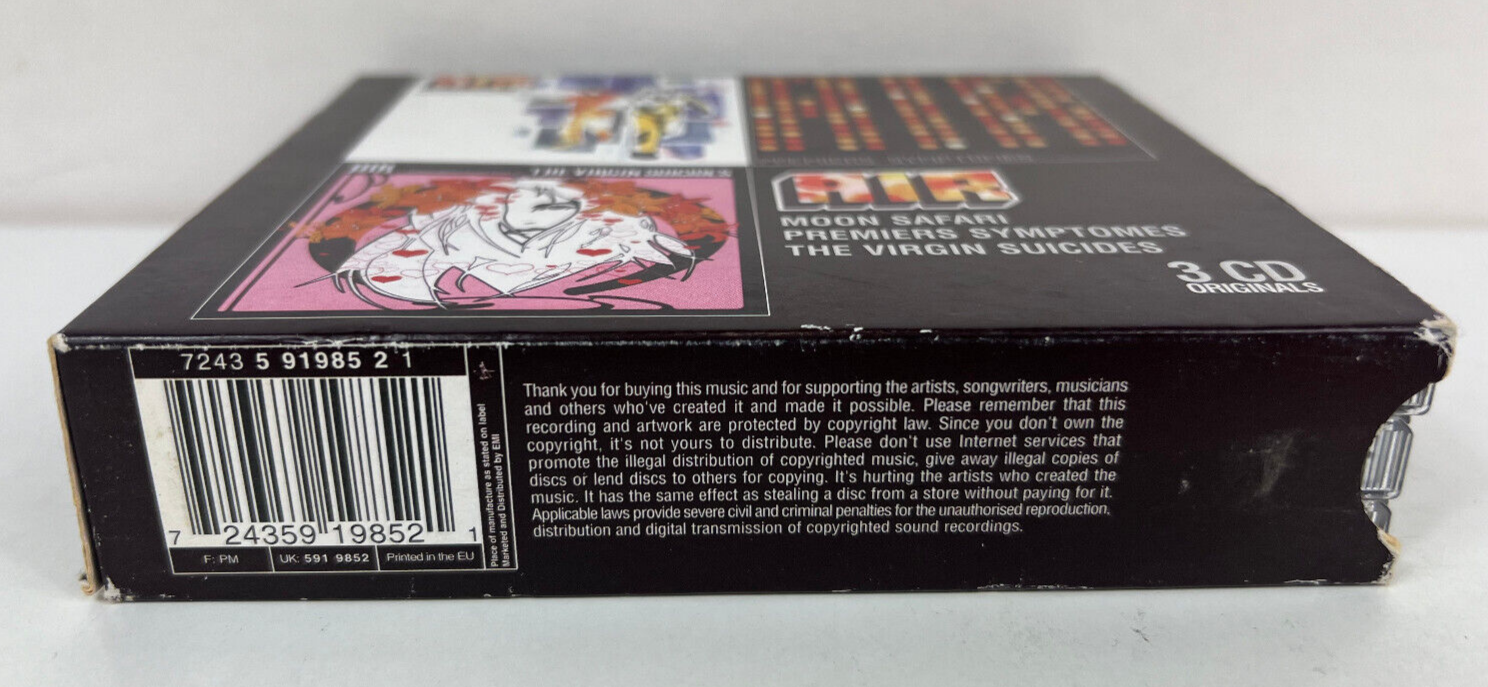 AIR
MOON SAFARI
PREMIERS SYMPTOMES
THE VIRGIN SUICIDES
3 CD
ORIGINALS
7243 5 91985 2 1
7 24359 19852 1
F: PM
UK: 591 9852
Printed in the EU
Place of manufacture as stated on label
Marketed and Distributed by EMI
Thank you for buying this music and for supporting the artists, songwriters, musicians
and others who've created it and made it possible. Please remember that this
recording and artwork are protected by copyright law. Since you don't own the
copyright, it's not yours to distribute. Please don't use Internet services that
promote the illegal distribution of copyrighted music, give away illegal copies of
discs or lend discs to others for copying. It's hurting the artists who created the
music. It has the same effect as stealing a disc from a store without paying for it.
Applicable laws provide severe civil and criminal penalties for the unauthorised reproduction,
distribution and digital transmission of copyrighted sound recordings.